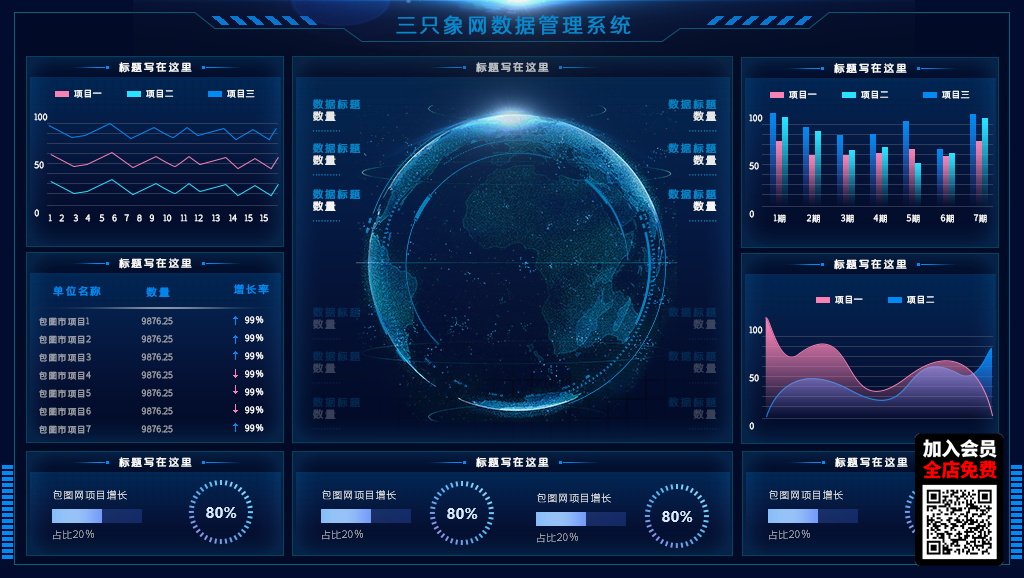 三只象网数据管理系统
标题写在这里
项目一 项目二 项目三
100
50
0
1 2 3 4 5 6 7 8 9 10 11 12 13 14 15 15
标题写在这里
单位名称 数量 增长率
包图市项目1 9876.25 ↑ 99%
包图市项目2 9876.25 ↑ 99%
包图市项目3 9876.25 ↑ 99%
包图市项目4 9876.25 ↓ 99%
包图市项目5 9876.25 ↓ 99%
包图市项目6 9876.25 ↓ 99%
包图市项目7 9876.25 ↑ 99%
标题写在这里
包图网项目增长
占比20%
80%
标题写在这里
数据标题
数量
数据标题
数量
数据标题
数量
数据标题
数量
数据标题
数量
数据标题
数量
数据标题
数量
数据标题
数量
数据标题
数量
数据标题
数量
数据标题
数量
数据标题
数量
标题写在这里
包图网项目增长
占比20%
80%
包图网项目增长
占比20%
80%
标题写在这里
项目一 项目二 项目三
100
50
0
1期 2期 3期 4期 5期 6期 7期
标题写在这里
项目一 项目二
100
50
0
标题写在这里
包图网项目增长
占比20%
加入会员
全店免费